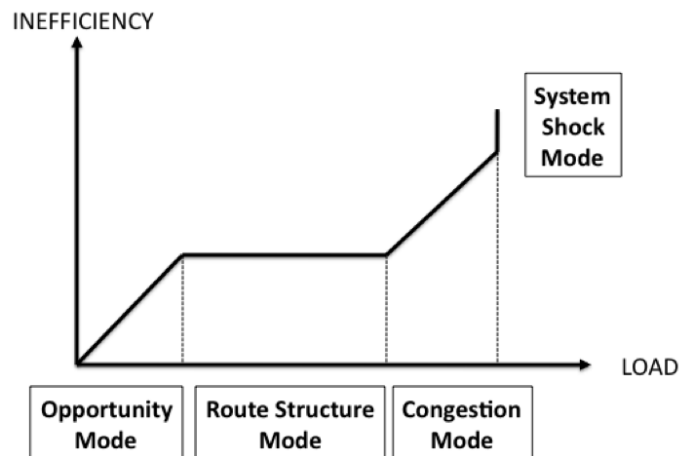 INEFFICIENCY
System
Shock
Mode
LOAD
Opportunity
Mode
Route Structure
Mode
Congestion
Mode